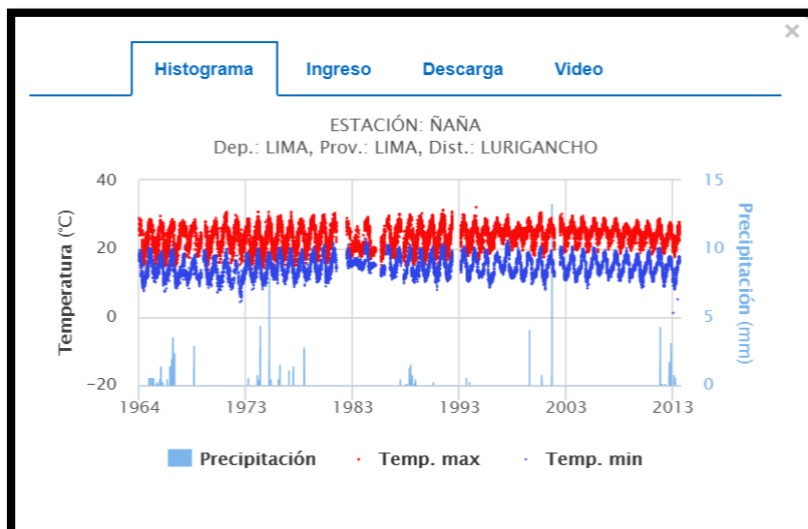 ×
Histograma Ingreso Descarga Video
ESTACIÓN: ÑAÑA
Dep.: LIMA, Prov.: LIMA, Dist.: LURIGANCHO
Temperatura (°C)
40
20
0
−20
15
10
5
0
Precipitación (mm)
1964 1973 1983 1993 2003 2013
Precipitación Temp. max Temp. min